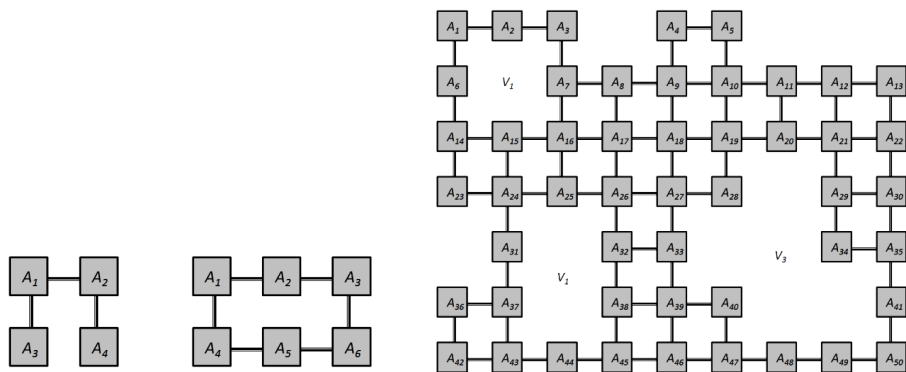 A1 A2 A3 A4 A5
A6 V1 A7 A8 A9 A10 A11 A12 A13
A14 A15 A16 A17 A18 A19 A20 A21 A22
A23 A24 A25 A26 A27 A28 A29 A30
A31 A32 A33 V3 A34 A35
V1
A36 A37 A38 A39 A40 A41
A42 A43 A44 A45 A46 A47 A48 A49 A50
A1 A2
A3 A4
A1 A2 A3
A4 A5 A6